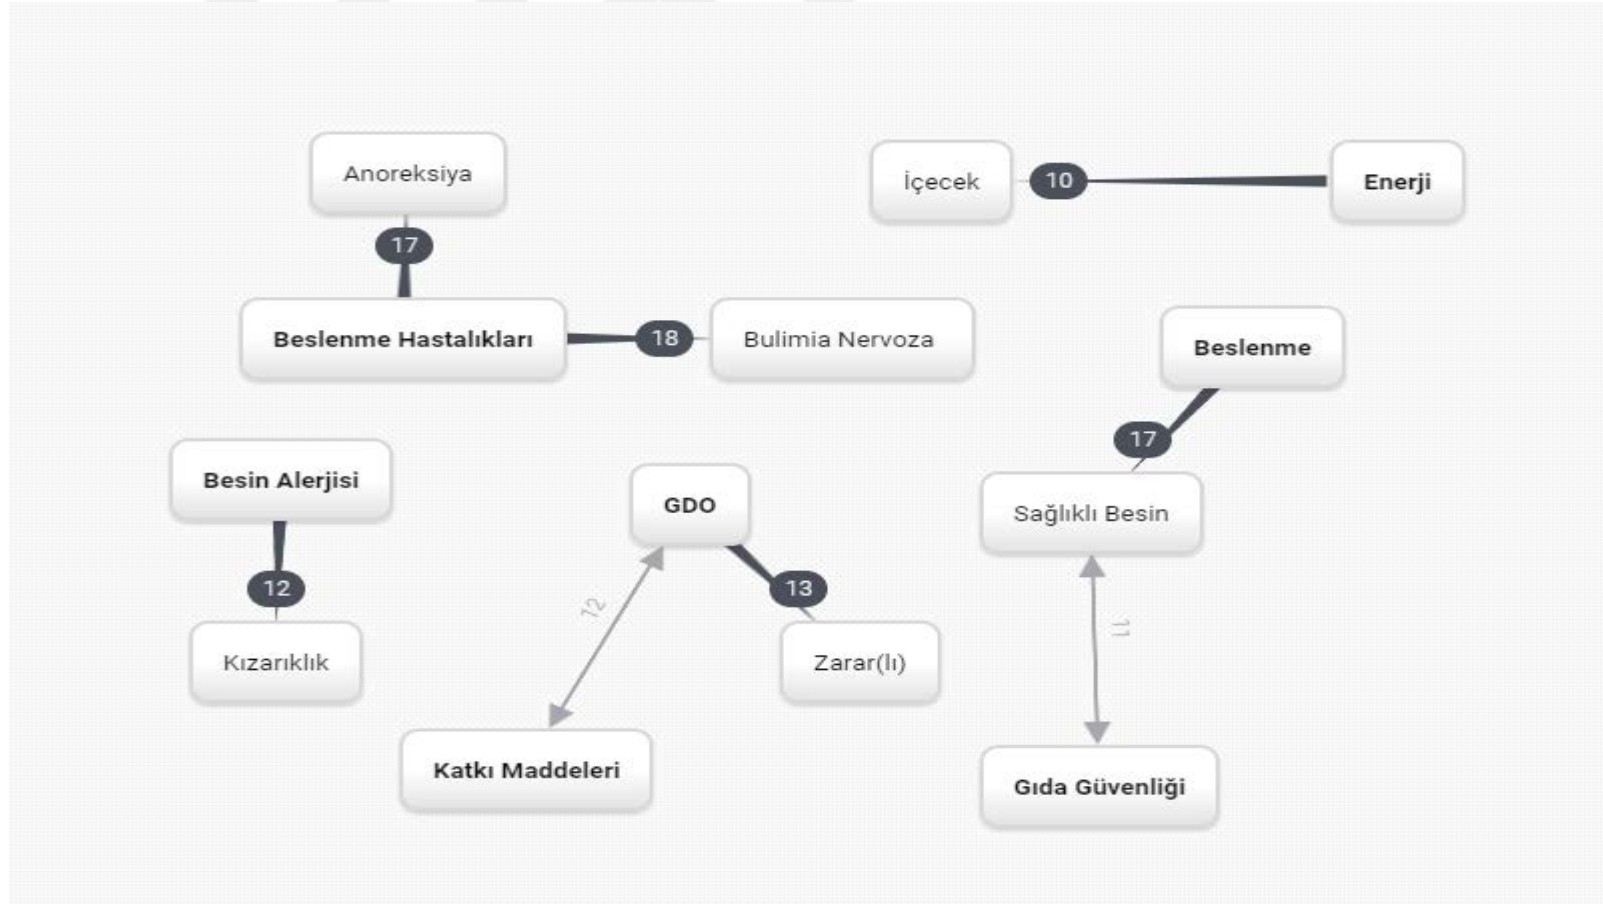 Anoreksiya
İçecek
10
Enerji
17
Beslenme Hastalıkları
18
Bulimia Nervoza
Beslenme
17
Besin Alerjisi
GDO
Sağlıklı Besin
12
12
13
11
Kızarıklık
Zarar(lı)
Katkı Maddeleri
Gıda Güvenliği